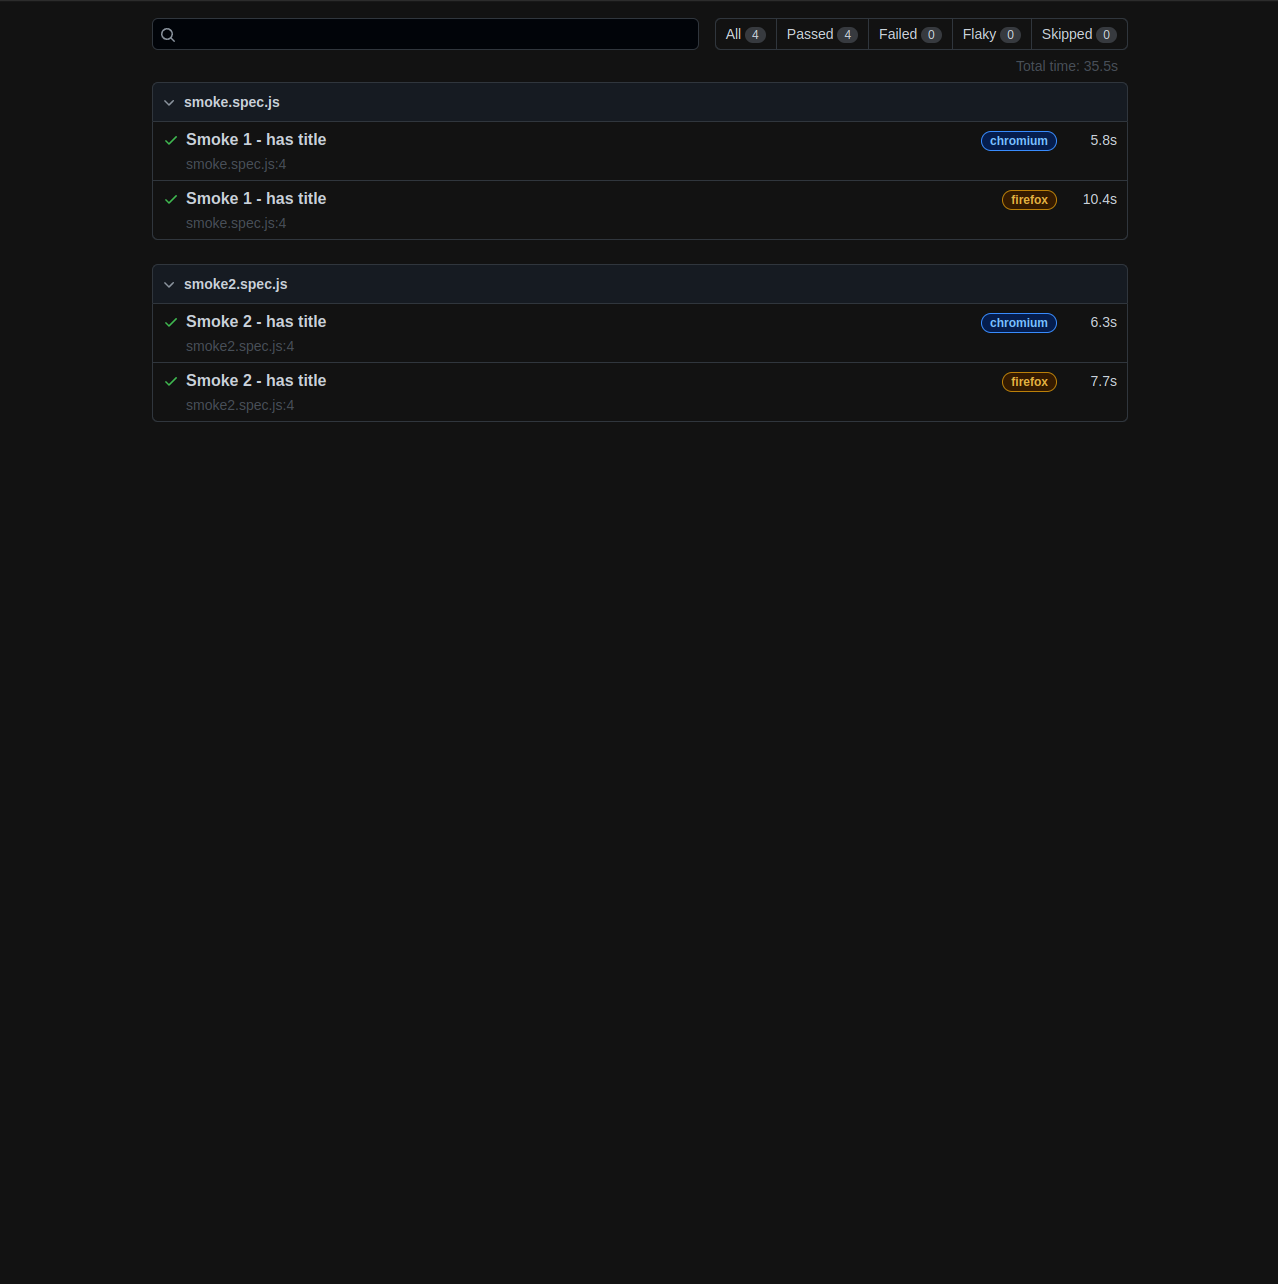 All 4 Passed 4 Failed 0 Flaky 0 Skipped 0
Total time: 35.5s
smoke.spec.js
Smoke 1 - has title chromium 5.8s
smoke.spec.js:4
Smoke 1 - has title firefox 10.4s
smoke.spec.js:4
smoke2.spec.js
Smoke 2 - has title chromium 6.3s
smoke2.spec.js:4
Smoke 2 - has title firefox 7.7s
smoke2.spec.js:4